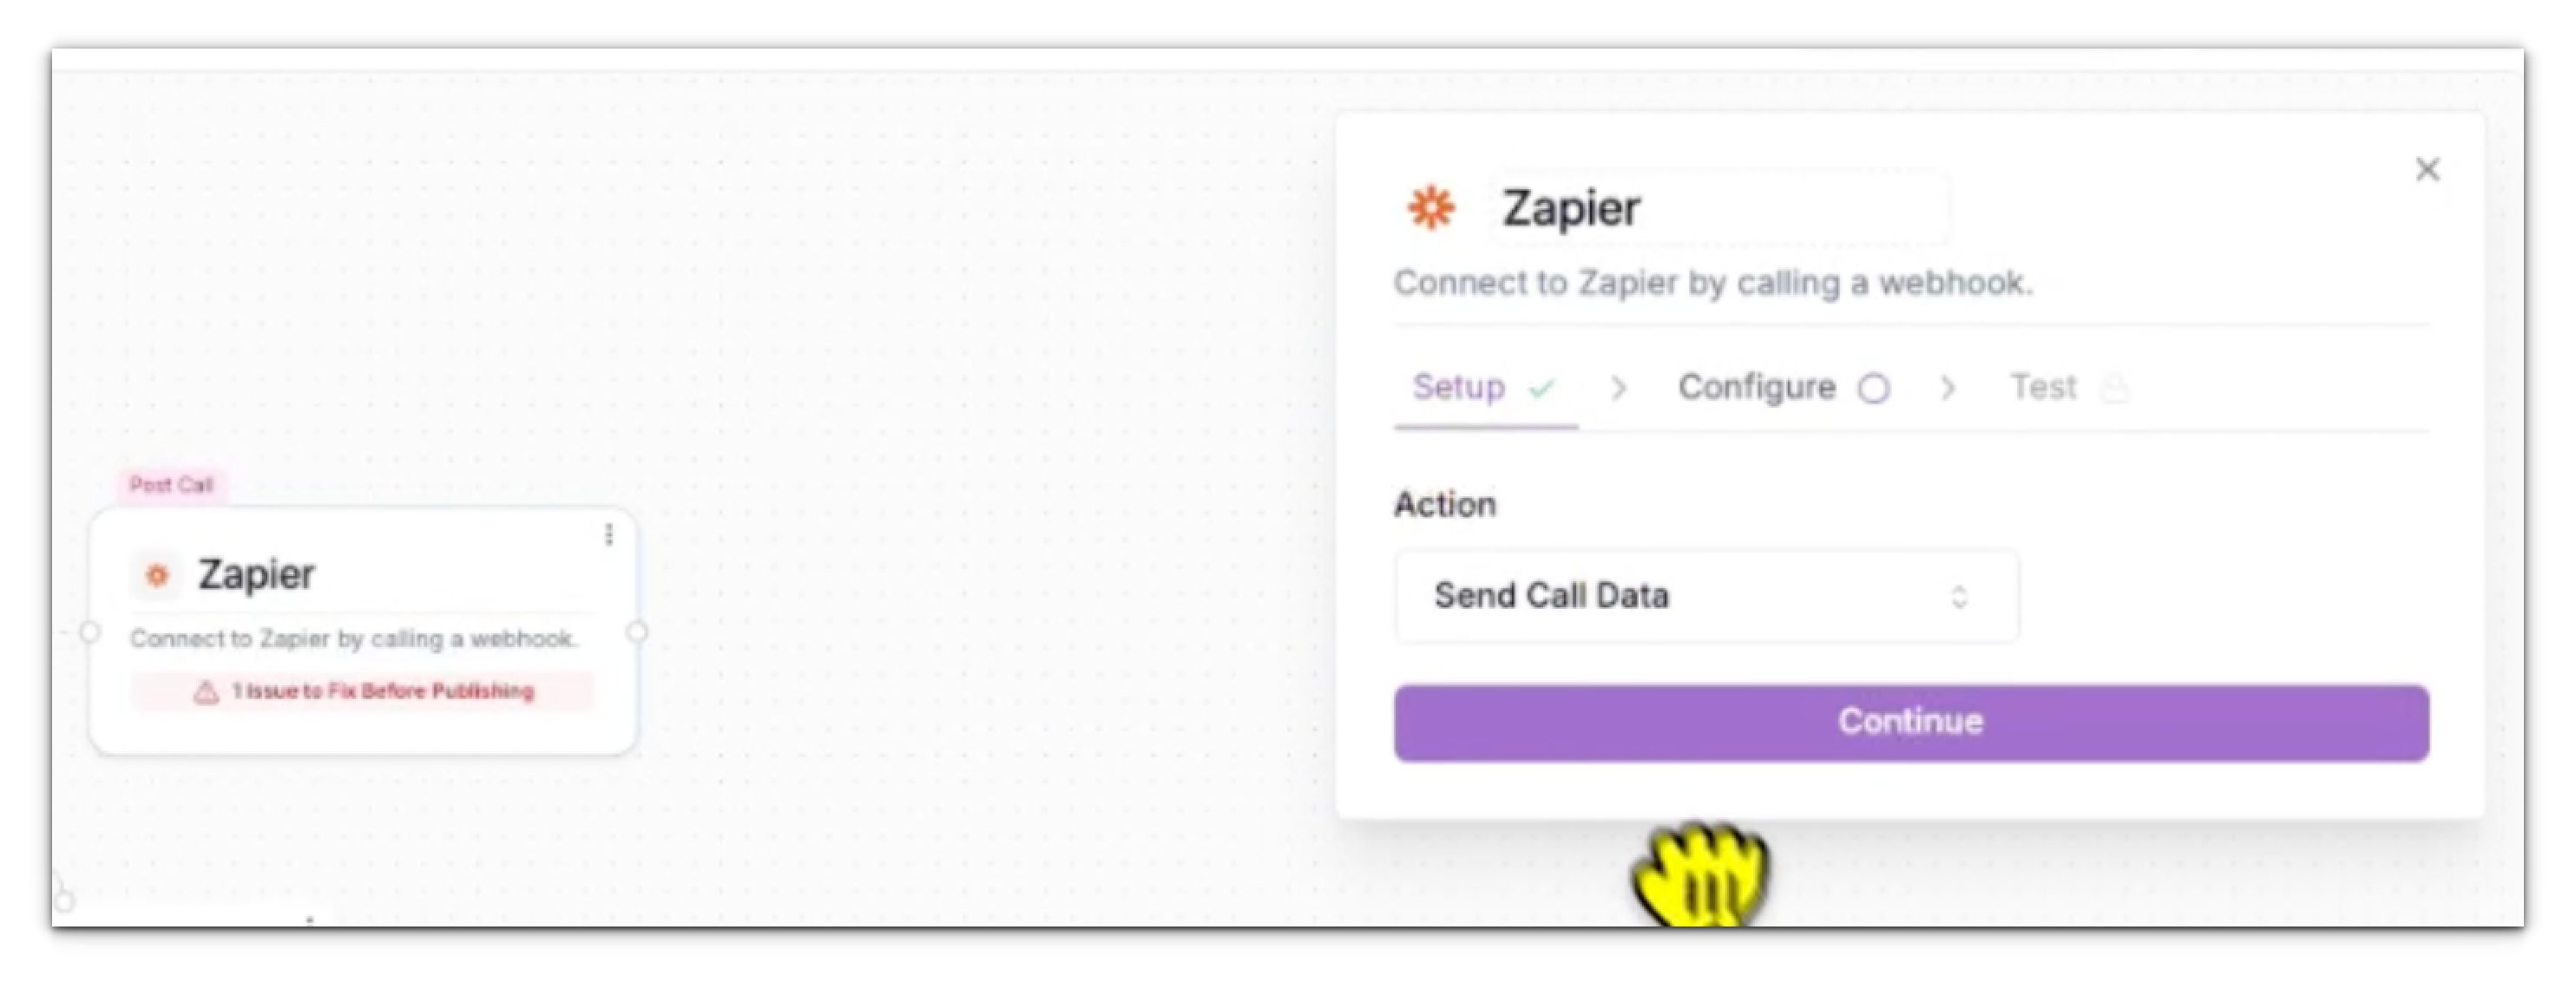 Post Call
Zapier
Connect to Zapier by calling a webhook.
1 Issue to Fix Before Publishing
Zapier
Connect to Zapier by calling a webhook.
Setup
Configure
Test
Action
Send Call Data
Continue